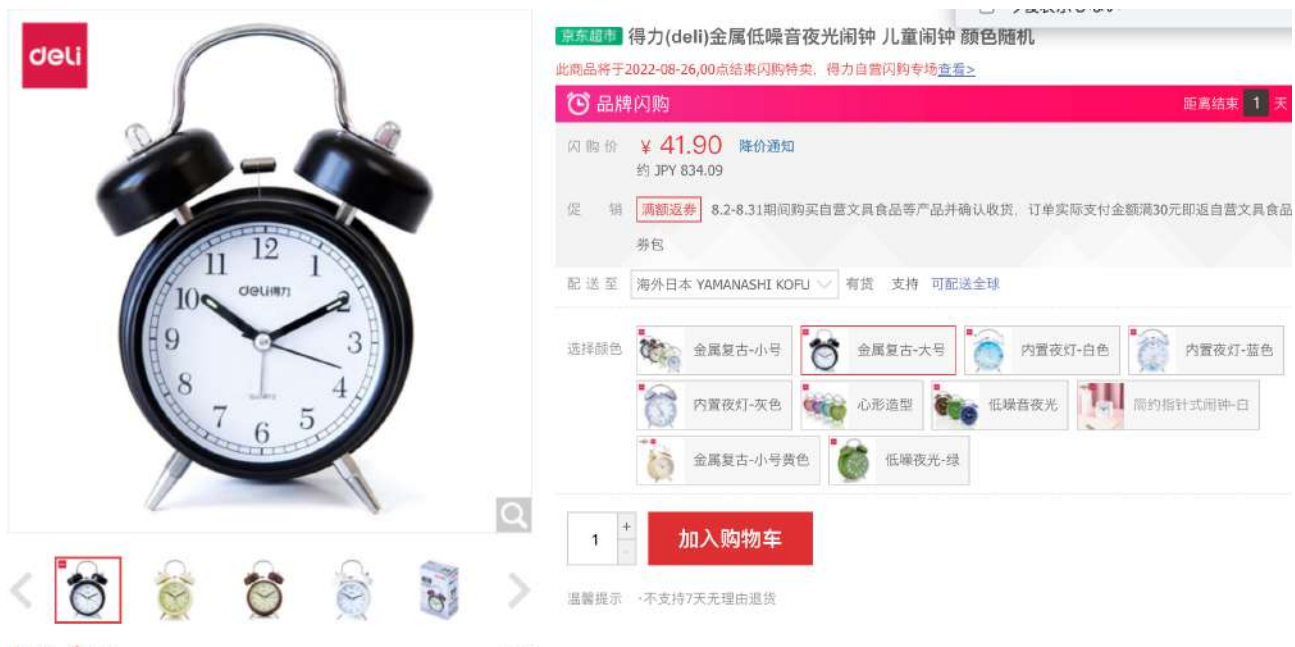 deli
京东超市 得力(deli)金属低噪音夜光闹钟 儿童闹钟 颜色随机
此商品将于2022-08-26,00点结束闪购特卖, 得力自营闪购专场查看>
品牌闪购 距离结束 1 天
闪购价 ¥ 41.90 降价通知
约 JPY 834.09
促 销 满额返券 8.2-8.31期间购买自营文具食品等产品并确认收货, 订单实际支付金额满30元即返自营文具食品
券包
配送至 海外日本 YAMANASHI KOFU 有货 支持 可配送全球
选择颜色 金属复古-小号 金属复古-大号 内置夜灯-白色 内置夜灯-蓝色
内置夜灯-灰色 心形造型 低噪音夜光 简约指针式闹钟-白
金属复古-小号黄色 低噪夜光-绿
1 + - 加入购物车
温馨提示 ·不支持7天无理由退货
12
11 1
deli得力
10 2
9 3
8 4
QUARTZ
7 5
6